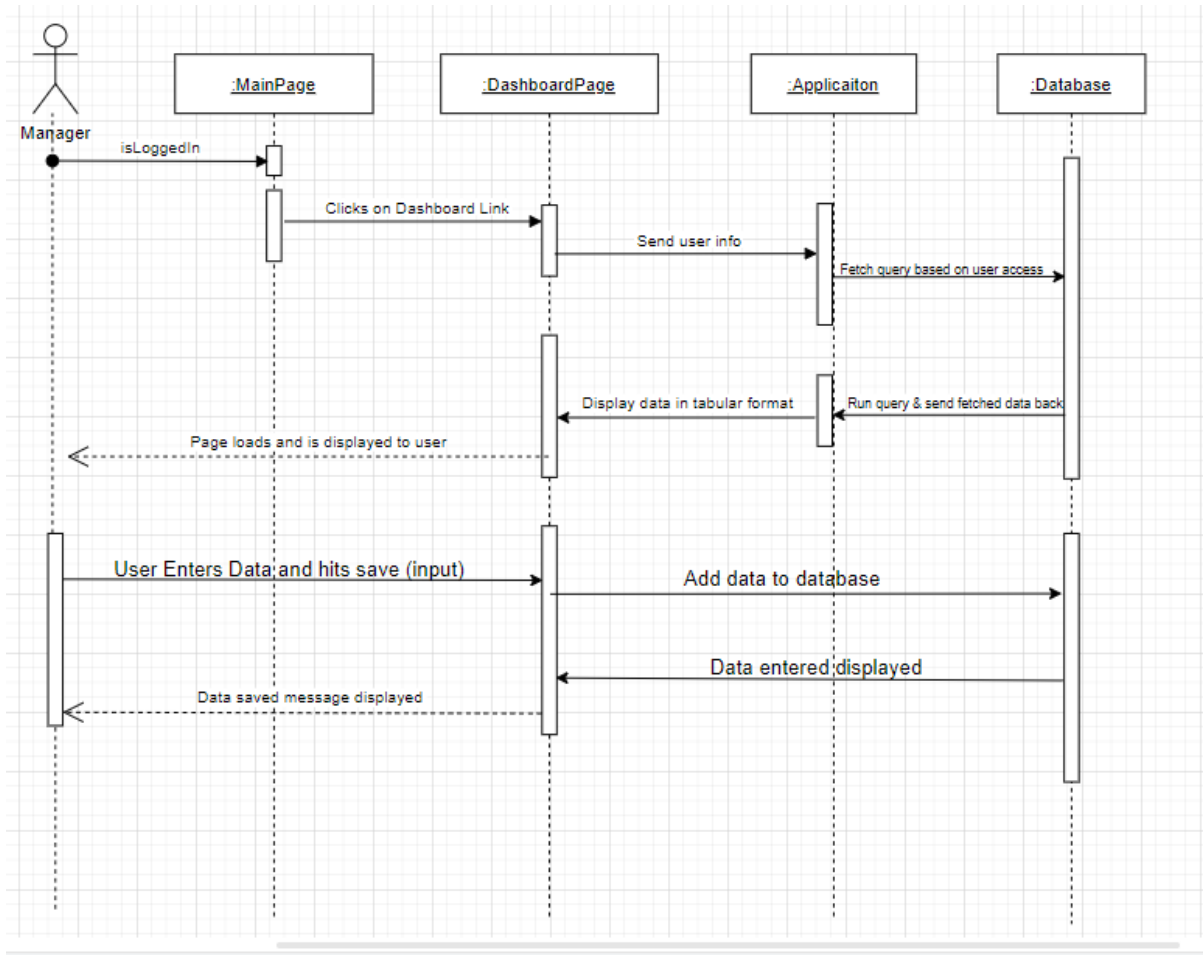 :MainPage
:DashboardPage
:Applicaiton
:Database
Manager
isLoggedIn
Clicks on Dashboard Link
Send user info
Fetch query based on user access
Display data in tabular format
Run query & send fetched data back
Page loads and is displayed to user
User Enters Data and hits save (input)
Add data to database
Data entered displayed
Data saved message displayed